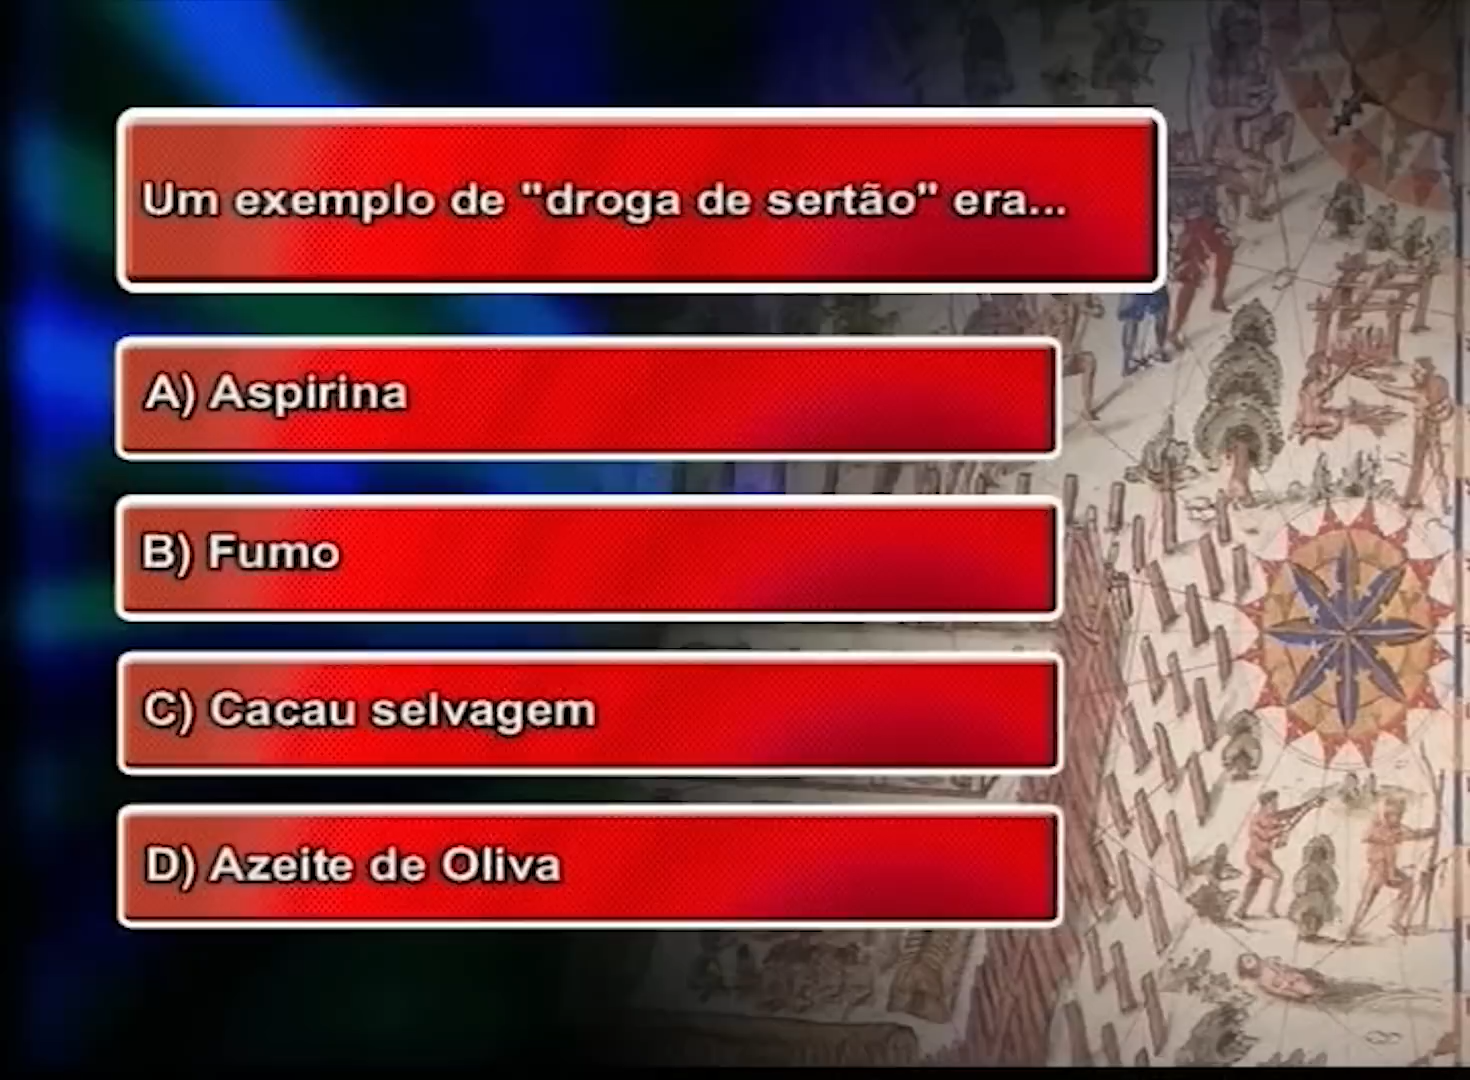 Um exemplo de "droga de sertão" era...
A) Aspirina
B) Fumo
C) Cacau selvagem
D) Azeite de Oliva